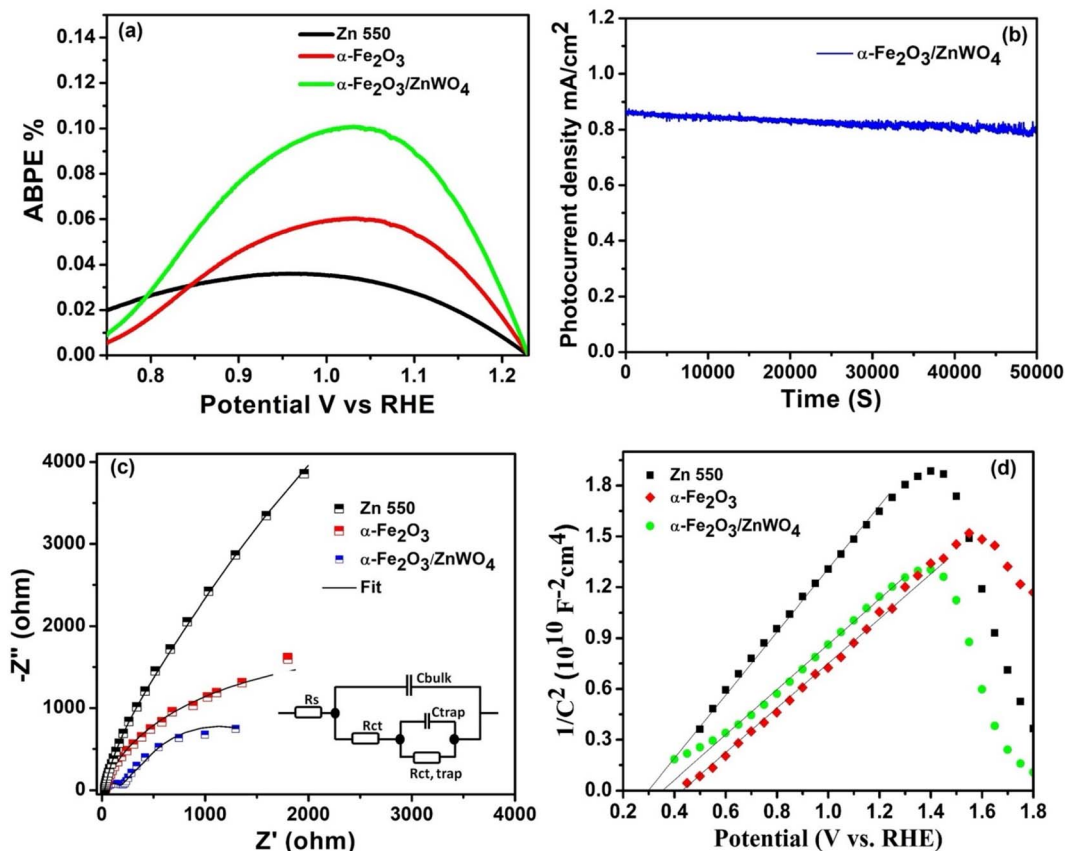 (a)
Zn 550
α-Fe2O3
α-Fe2O3/ZnWO4
ABPE %
0.14
0.12
0.10
0.08
0.06
0.04
0.02
0.00
0.8 0.9 1.0 1.1 1.2
Potential V vs RHE
(b)
α-Fe2O3/ZnWO4
Photocurrent density mA/cm2
1.2
1.0
0.8
0.6
0.4
0.2
0.0
0 10000 20000 30000 40000 50000
Time (S)
(c)
Zn 550
α-Fe2O3
α-Fe2O3/ZnWO4
Fit
-Z" (ohm)
4000
3000
2000
1000
0
0 1000 2000 3000 4000
Z' (ohm)
Cbulk
Rs
Ctrap
Rct
Rct, trap
(d)
Zn 550
α-Fe2O3
α-Fe2O3/ZnWO4
1/C2 (1010 F-2cm4)
1.8
1.5
1.2
0.9
0.6
0.3
0.0
0.2 0.4 0.6 0.8 1.0 1.2 1.4 1.6 1.8
Potential (V vs. RHE)